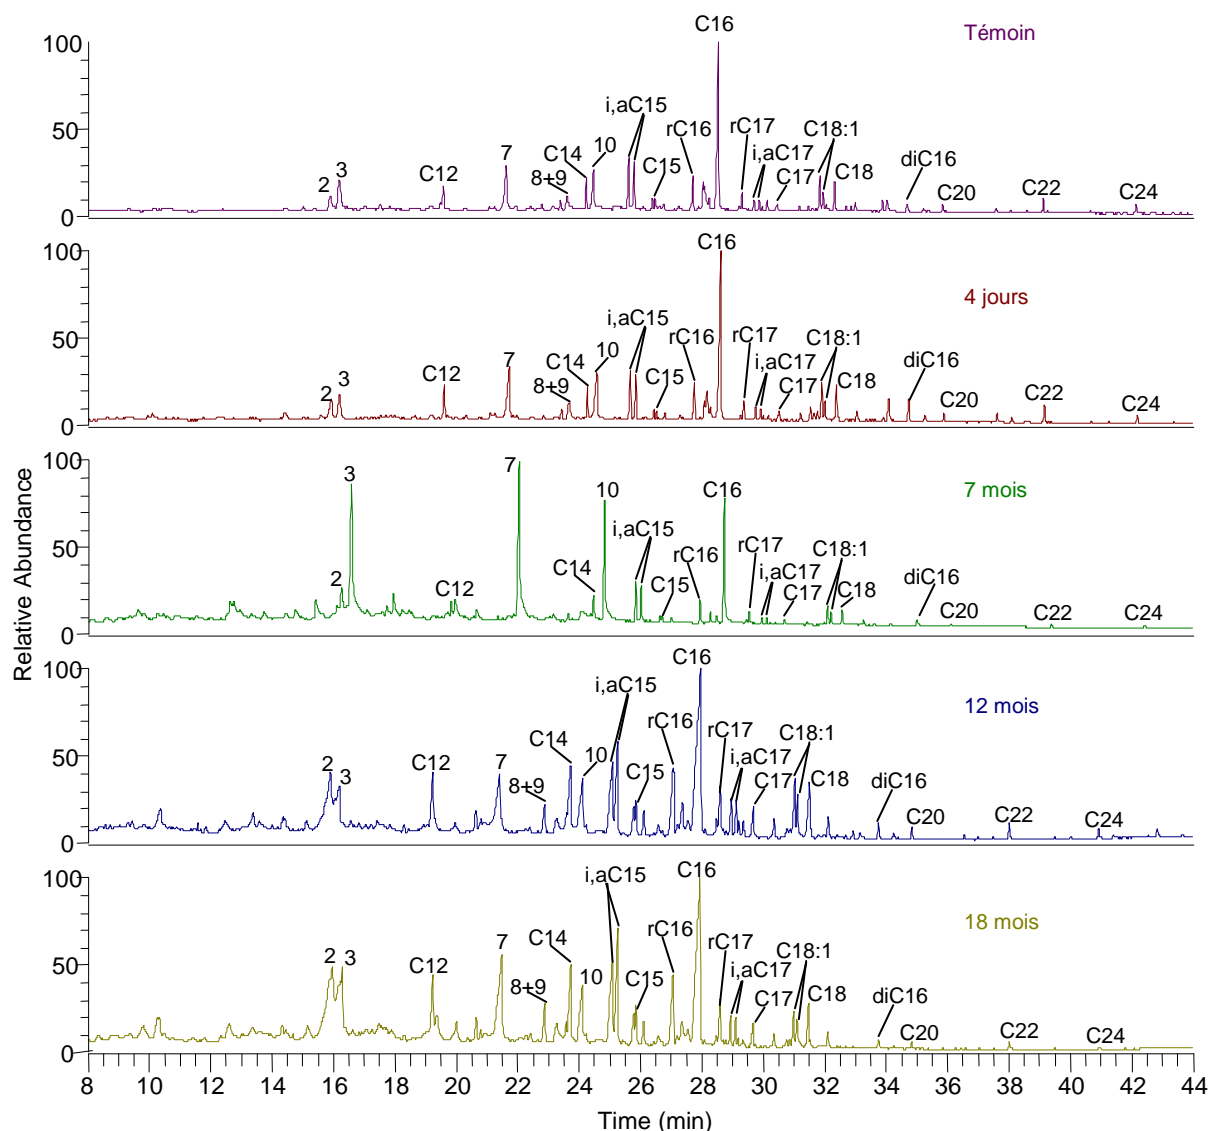 Relative Abundance
Témoin
100
50
0
2
3
C12
7
8+9
C14
10
i,aC15
C15
rC16
C16
rC17
i,aC17
C17
C18:1
C18
diC16
C20
C22
C24
4 jours
100
50
0
2
3
C12
7
8+9
C14
10
i,aC15
C15
rC16
C16
rC17
i,aC17
C17
C18:1
C18
diC16
C20
C22
C24
7 mois
100
50
0
2
3
C12
7
C14
10
i,aC15
C15
rC16
C16
rC17
i,aC17
C17
C18:1
C18
diC16
C20
C22
C24
12 mois
100
50
0
2
3
C12
7
8+9
C14
10
i,aC15
C15
rC16
C16
rC17
i,aC17
C17
C18:1
C18
diC16
C20
C22
C24
18 mois
100
50
0
2
3
C12
7
8+9
C14
10
i,aC15
C15
rC16
C16
rC17
i,aC17
C17
C18:1
C18
diC16
C20
C22
C24
8 10 12 14 16 18 20 22 24 26 28 30 32 34 36 38 40 42 44
Time (min)